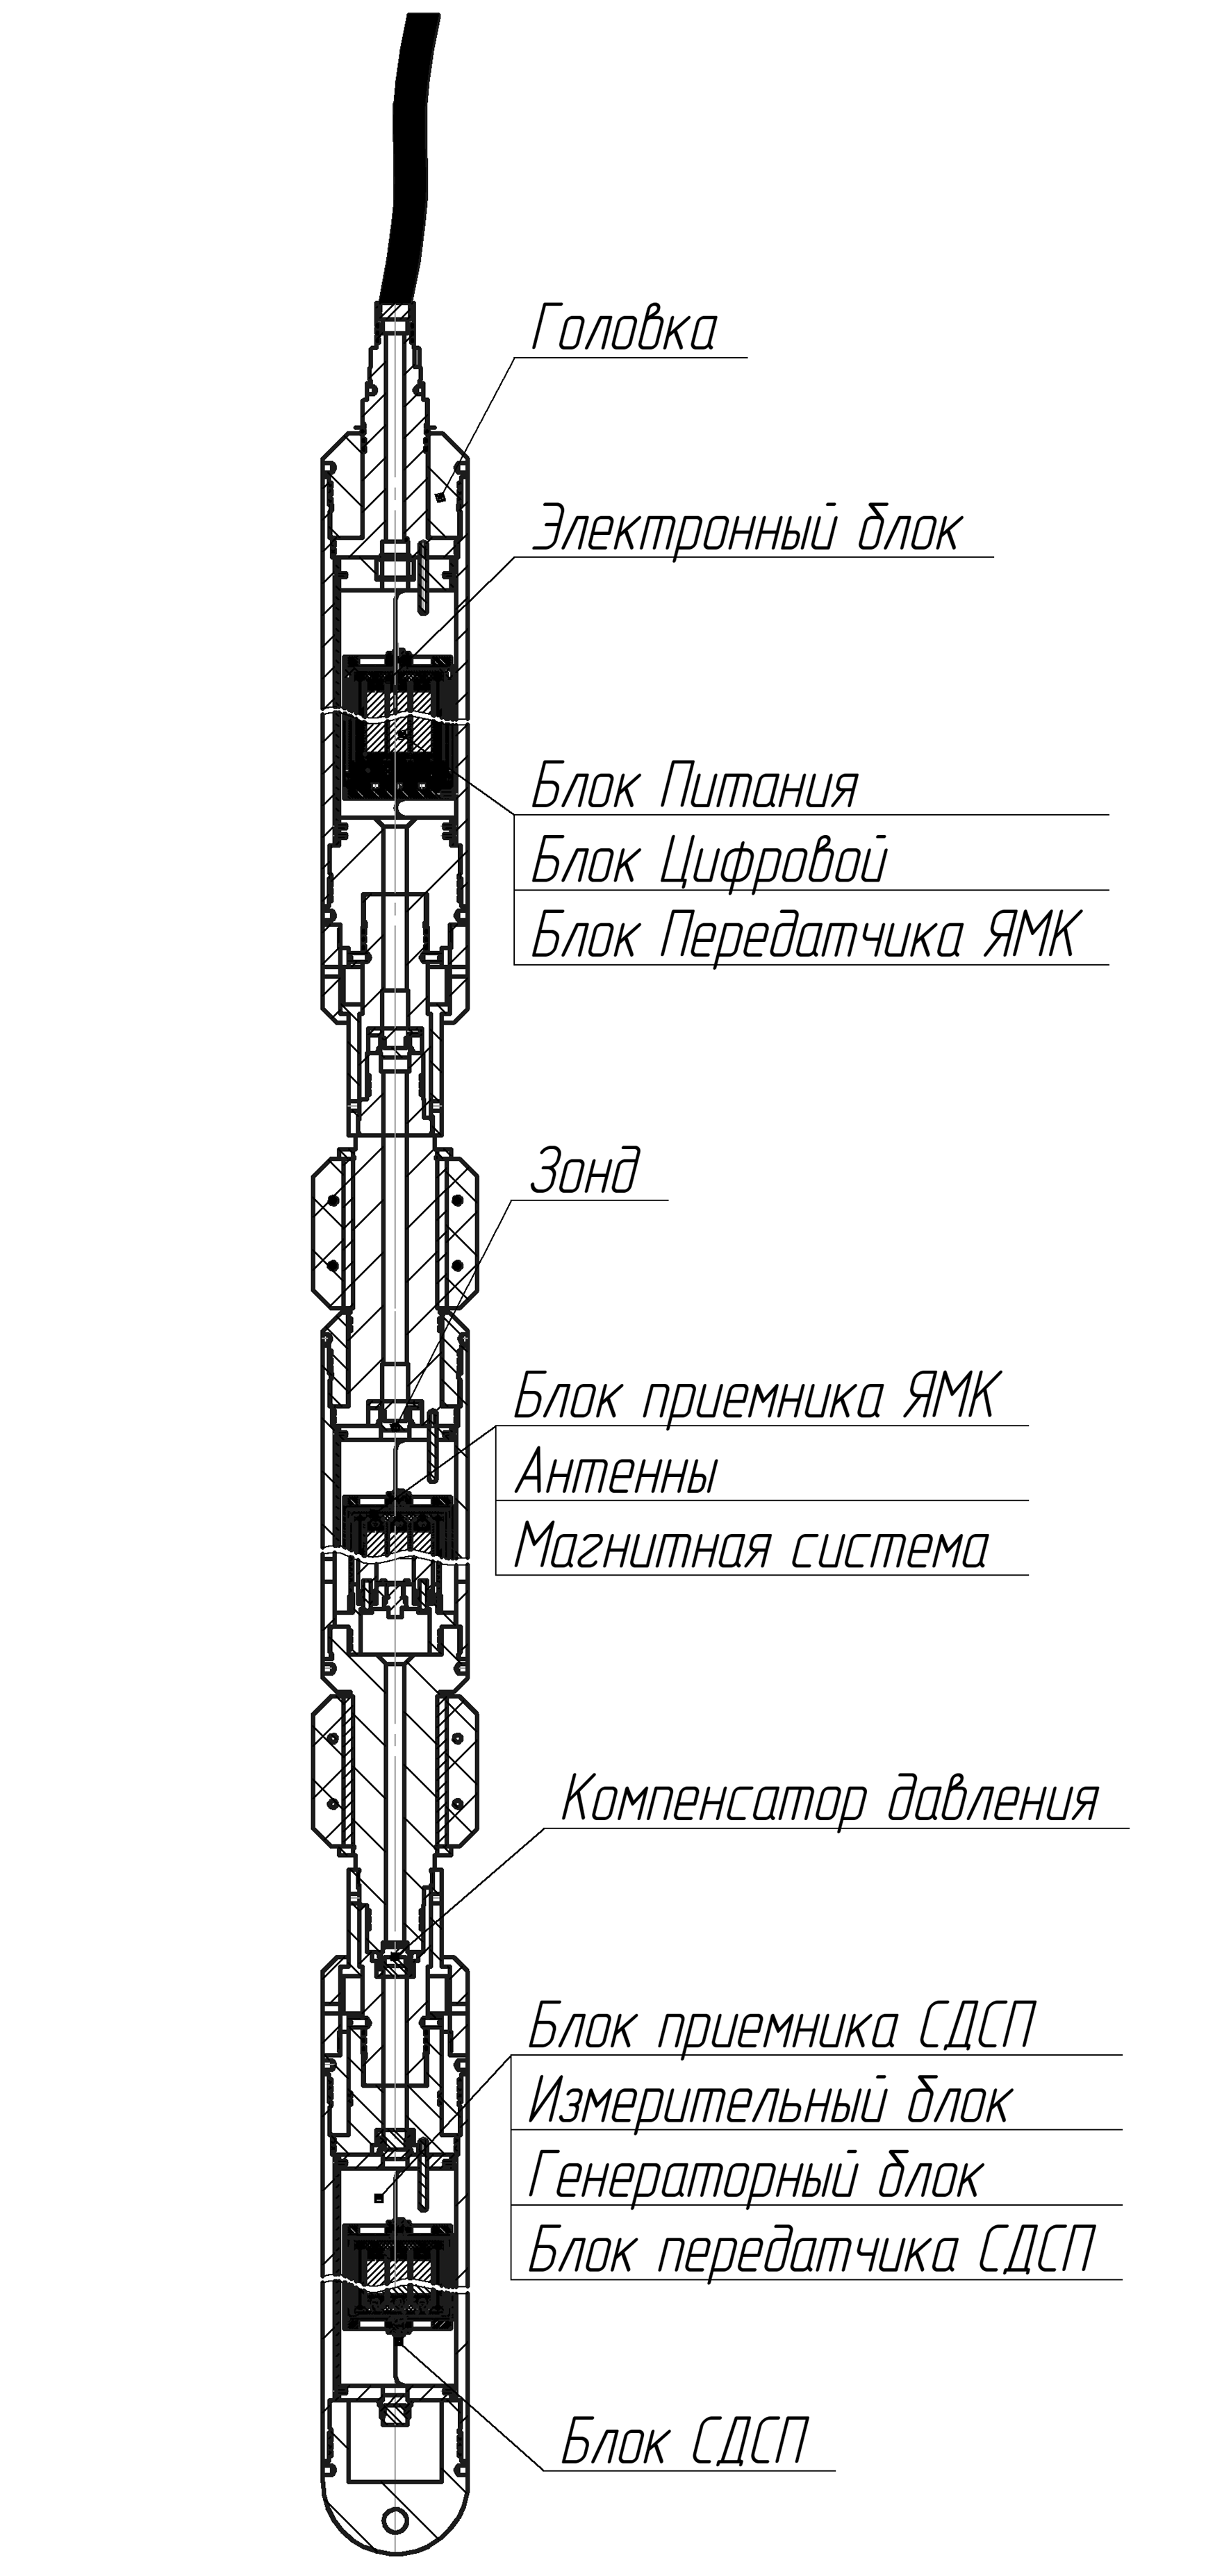 Головка
Электронный блок
Блок Питания
Блок Цифровой
Блок Передатчика ЯМК
Зонд
Блок приемника ЯМК
Антенны
Магнитная система
Компенсатор давления
Блок приемника СДСП
Измерительный блок
Генераторный блок
Блок передатчика СДСП
Блок СДСП